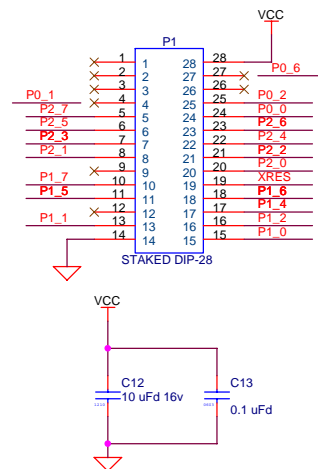 VCC
P1
1 1 28 28
2 2 27 27 P0_6
3 3 26 26
P0_1 4 4 25 25 P0_2
P2_7 5 5 24 24 P0_0
P2_5 6 6 23 23 P2_6
P2_3 7 7 22 22 P2_4
P2_1 8 8 21 21 P2_2
9 9 20 20 P2_0
P1_7 10 10 19 19 XRES
P1_5 11 11 18 18 P1_6
12 12 17 17 P1_4
P1_1 13 13 16 16 P1_2
14 14 15 15 P1_0
STAKED DIP-28
VCC
C12 C13
10 uFd 16v
0.1 uFd